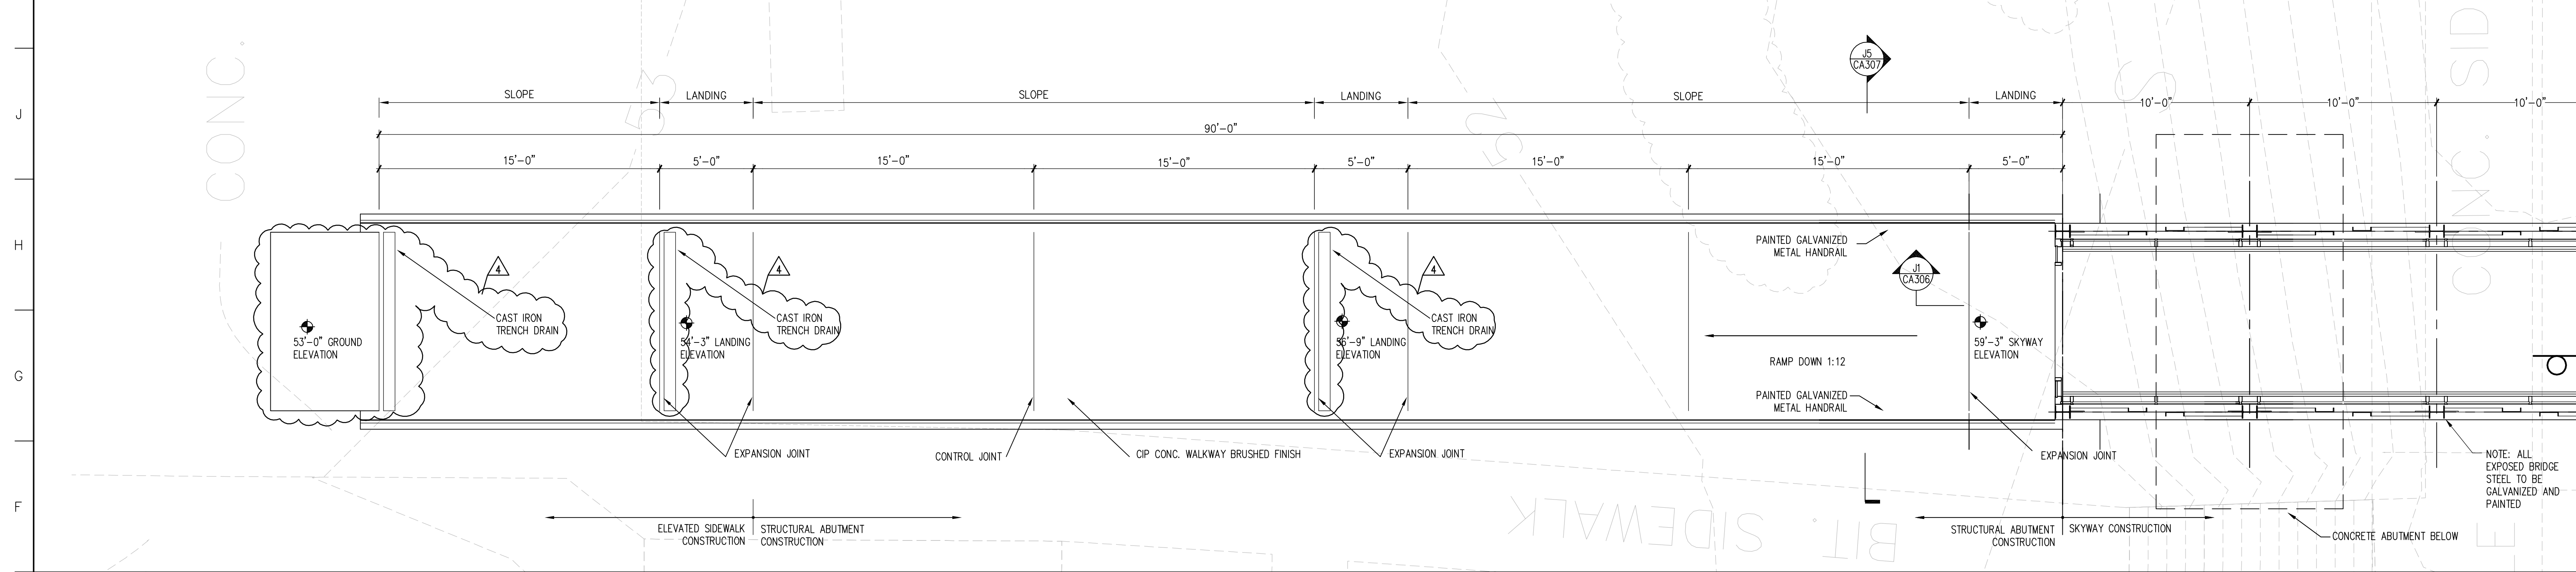 J
H
G
F
CONC.
53
52
S
S
CONC. SID
E
BIT. SIDEWALK
J5
CA307
SLOPE
LANDING
SLOPE
LANDING
SLOPE
LANDING
10'-0"
10'-0"
10'-0"
90'-0"
15'-0"
5'-0"
15'-0"
15'-0"
5'-0"
15'-0"
15'-0"
5'-0"
PAINTED GALVANIZED
METAL HANDRAIL
J1
CA306
4
4
4
CAST IRON
TRENCH DRAIN
CAST IRON
TRENCH DRAIN
CAST IRON
TRENCH DRAIN
53'-0" GROUND
ELEVATION
54'-3" LANDING
ELEVATION
56'-9" LANDING
ELEVATION
59'-3" SKYWAY
ELEVATION
RAMP DOWN 1:12
PAINTED GALVANIZED
METAL HANDRAIL
EXPANSION JOINT
CONTROL JOINT
CIP CONC. WALKWAY BRUSHED FINISH
EXPANSION JOINT
EXPANSION JOINT
NOTE: ALL
EXPOSED BRIDGE
STEEL TO BE
GALVANIZED AND
PAINTED
ELEVATED SIDEWALK
CONSTRUCTION
STRUCTURAL ABUTMENT
CONSTRUCTION
STRUCTURAL ABUTMENT
CONSTRUCTION
SKYWAY CONSTRUCTION
CONCRETE ABUTMENT BELOW